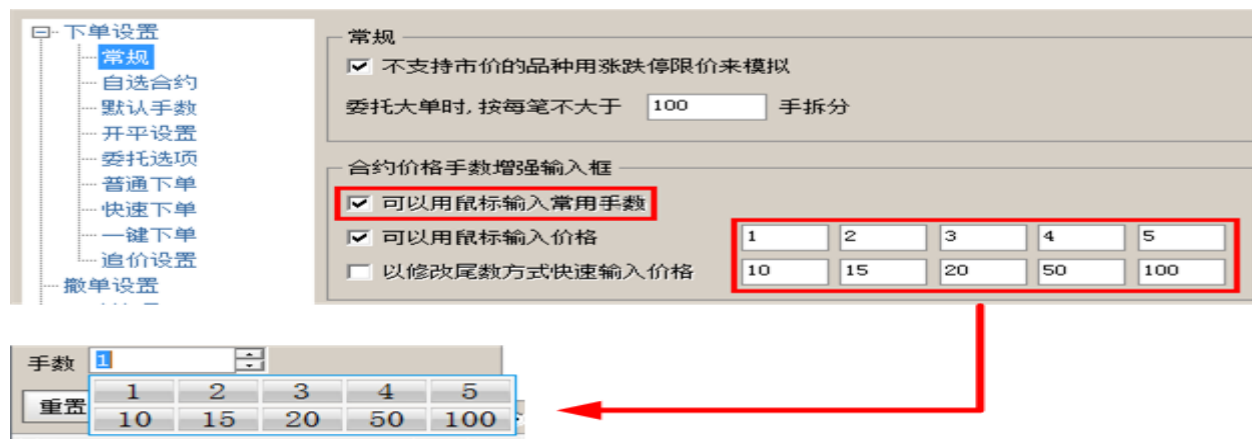 下单设置
常规
自选合约
默认手数
开平设置
委托选项
普通下单
快速下单
一键下单
追价设置
撤单设置
常规
不支持市价的品种用涨跌停限价来模拟
委托大单时, 按每笔不大于 100 手拆分
合约价格手数增强输入框
可以用鼠标输入常用手数
可以用鼠标输入价格
以修改尾数方式快速输入价格
1 2 3 4 5
10 15 20 50 100
手数 1
重置
1 2 3 4 5
10 15 20 50 100